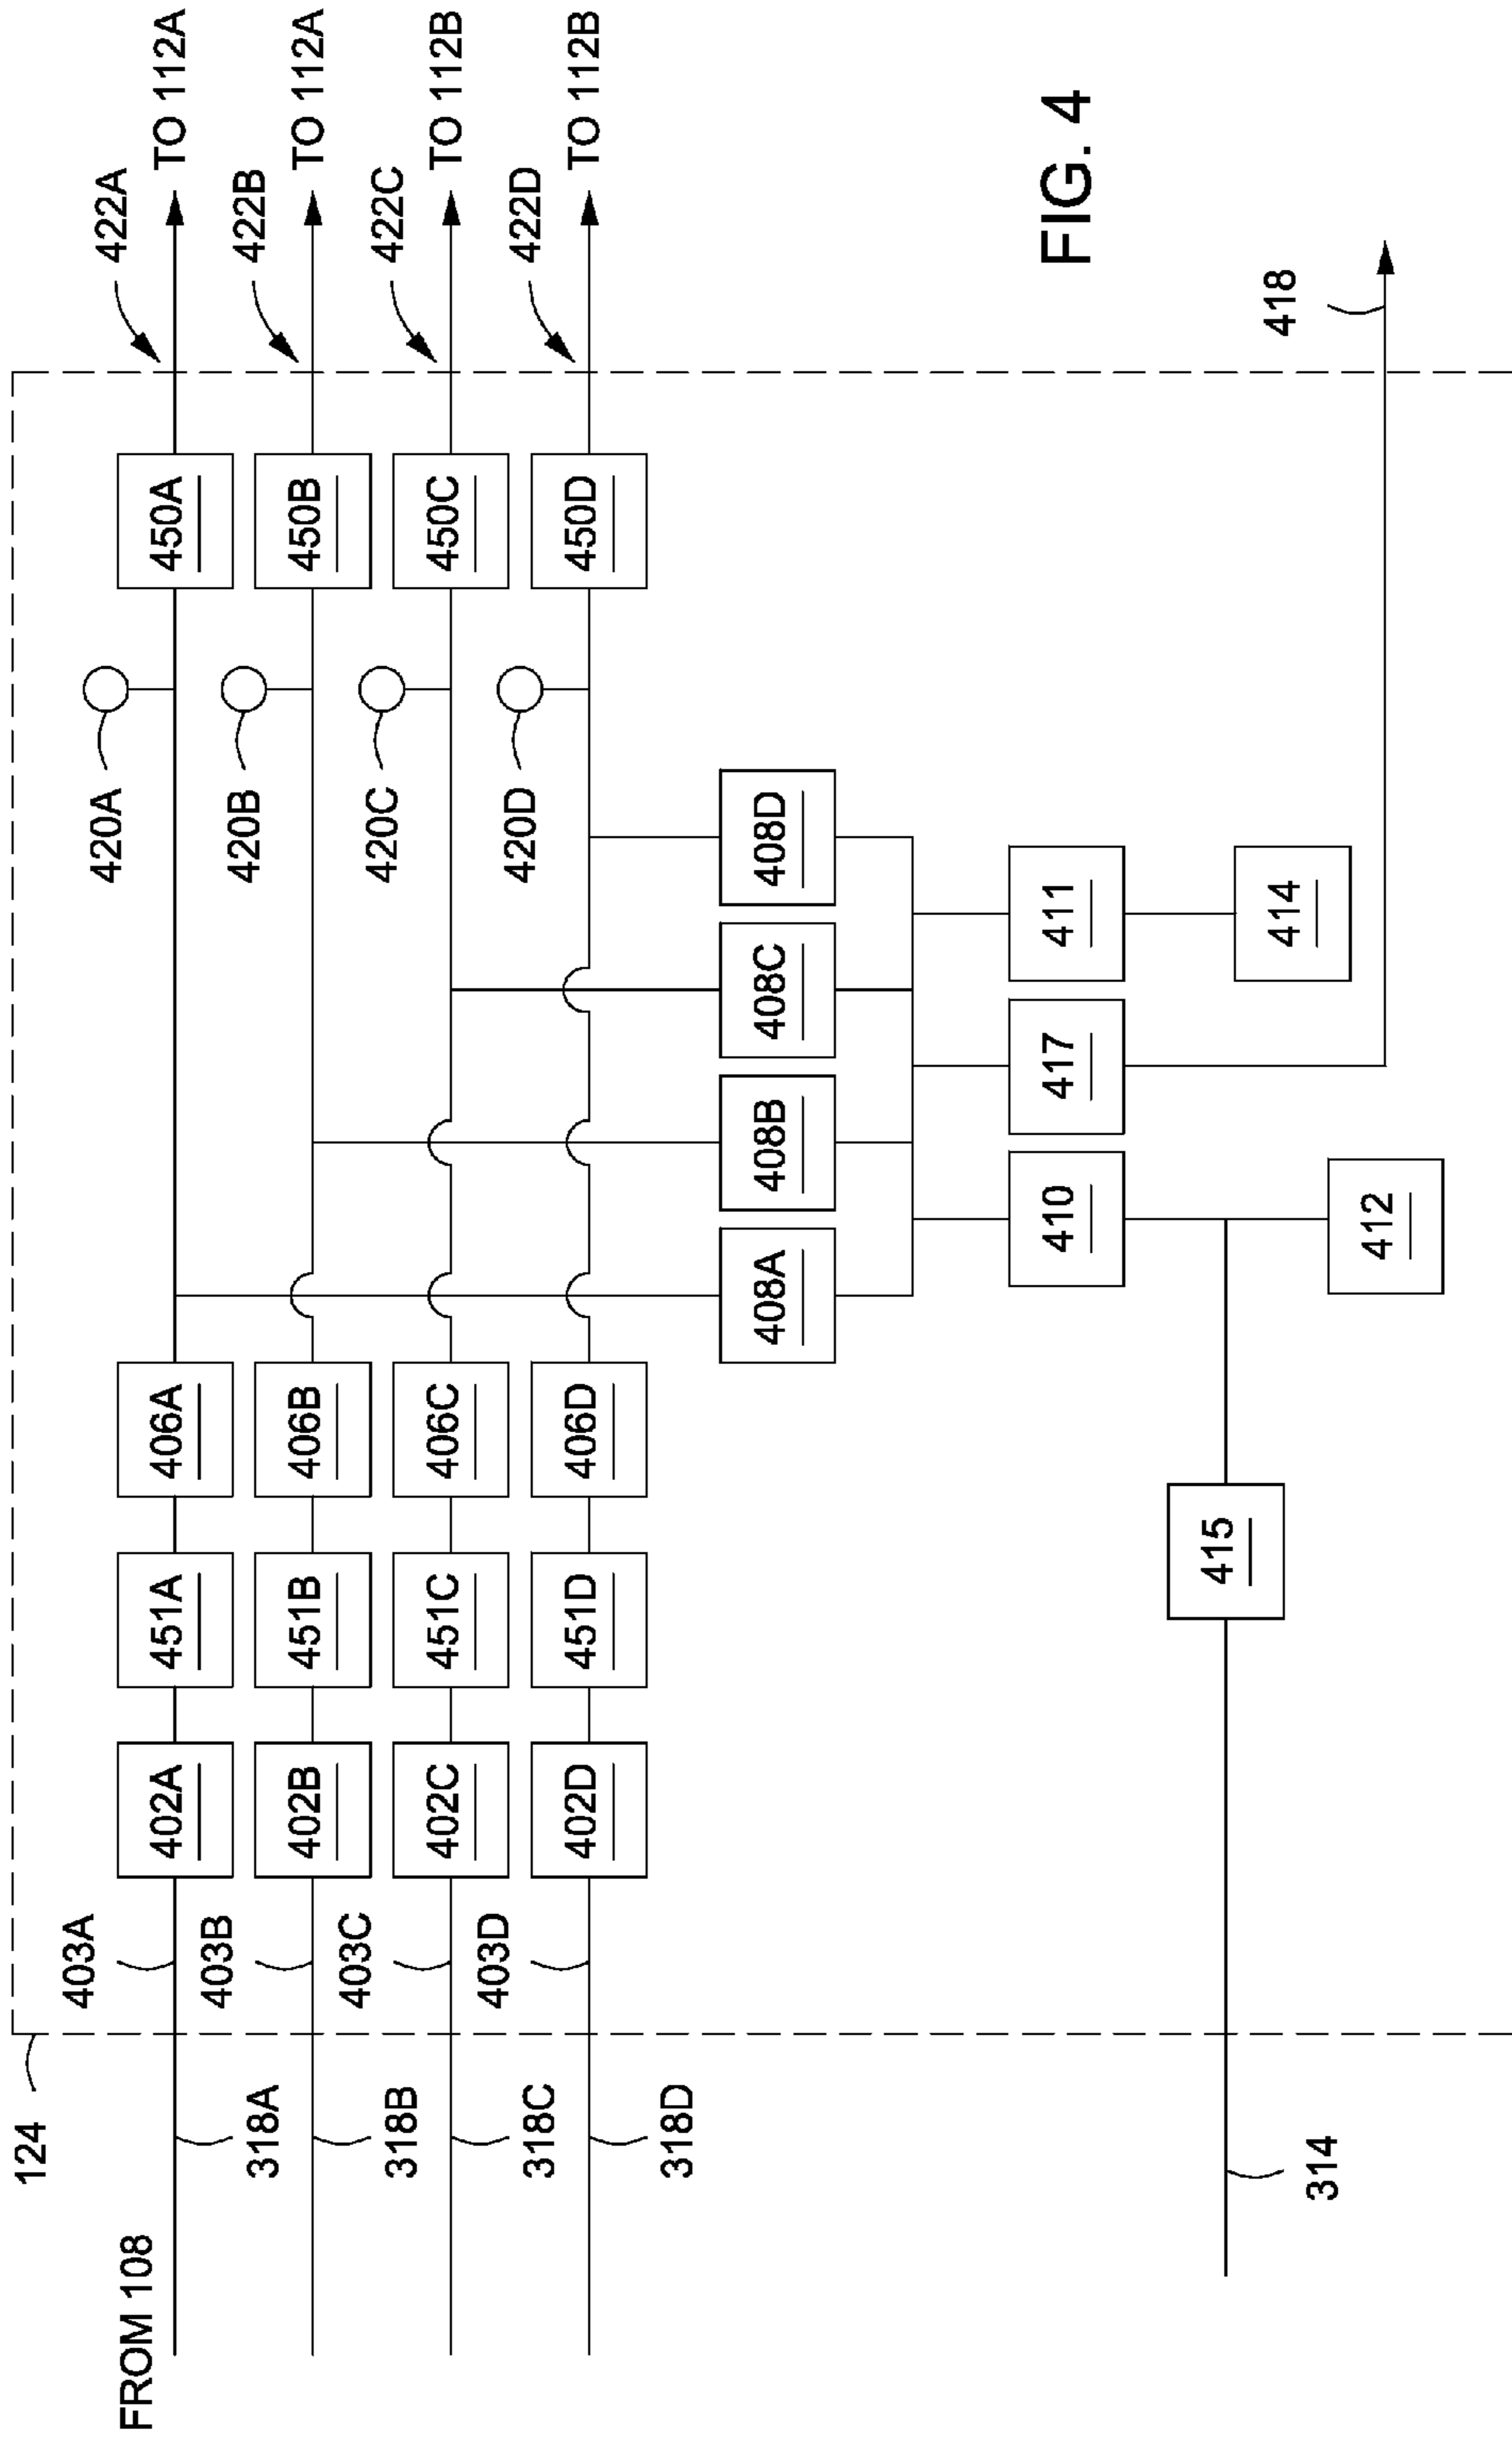 124
FROM 108
403A
318A
402A
451A
406A
420A
450A
422A
TO 112A
403B
318B
402B
451B
406B
420B
450B
422B
TO 112A
403C
318C
402C
451C
406C
420C
450C
422C
TO 112B
403D
318D
402D
451D
406D
420D
450D
422D
TO 112B
408A
408B
408C
408D
410
417
411
415
412
414
314
418
FIG. 4